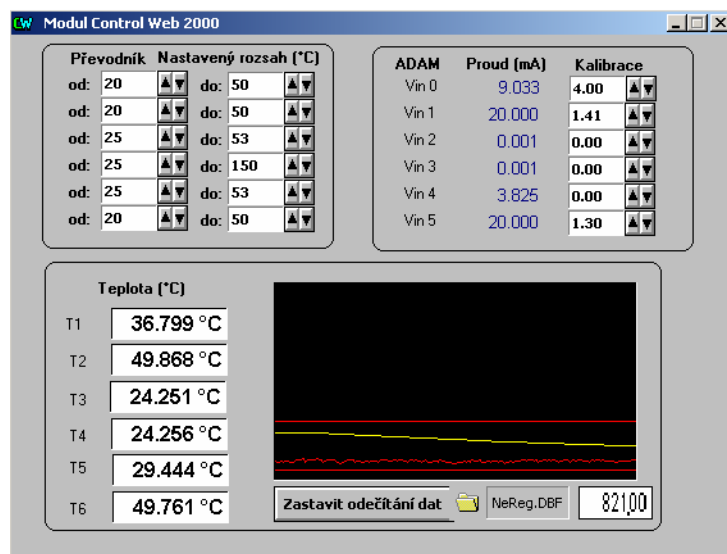 CW Modul Control Web 2000
Převodník Nastavený rozsah (°C)
od: 20 do: 50
od: 20 do: 50
od: 25 do: 53
od: 25 do: 150
od: 25 do: 53
od: 20 do: 50
ADAM Proud (mA) Kalibrace
Vin 0 9.033 4.00
Vin 1 20.000 1.41
Vin 2 0.001 0.00
Vin 3 0.001 0.00
Vin 4 3.825 0.00
Vin 5 20.000 1.30
Teplota (°C)
T1 36.799 °C
T2 49.868 °C
T3 24.251 °C
T4 24.256 °C
T5 29.444 °C
T6 49.761 °C
Zastavit odečítání dat NeReg.DBF 821,00